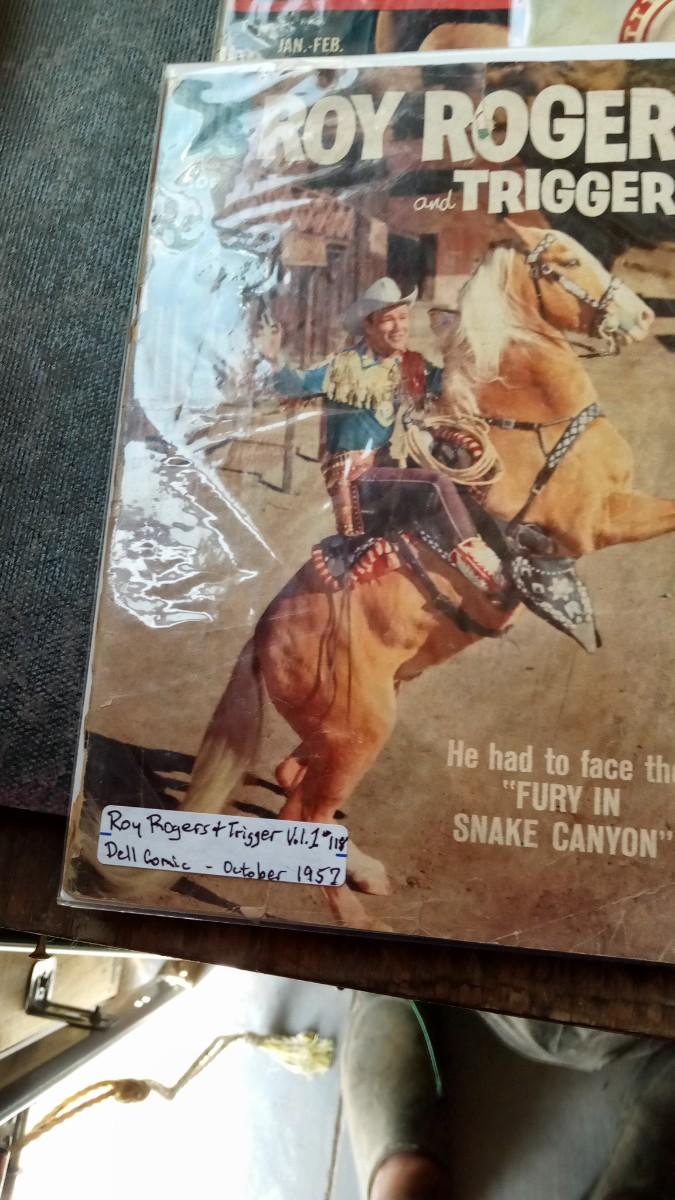 JAN.-FEB.
ROY ROGER
and TRIGGER
He had to face the
"FURY IN
SNAKE CANYON"
Roy Rogers & Trigger Vol. 1 #118
Dell Comic - October 1957